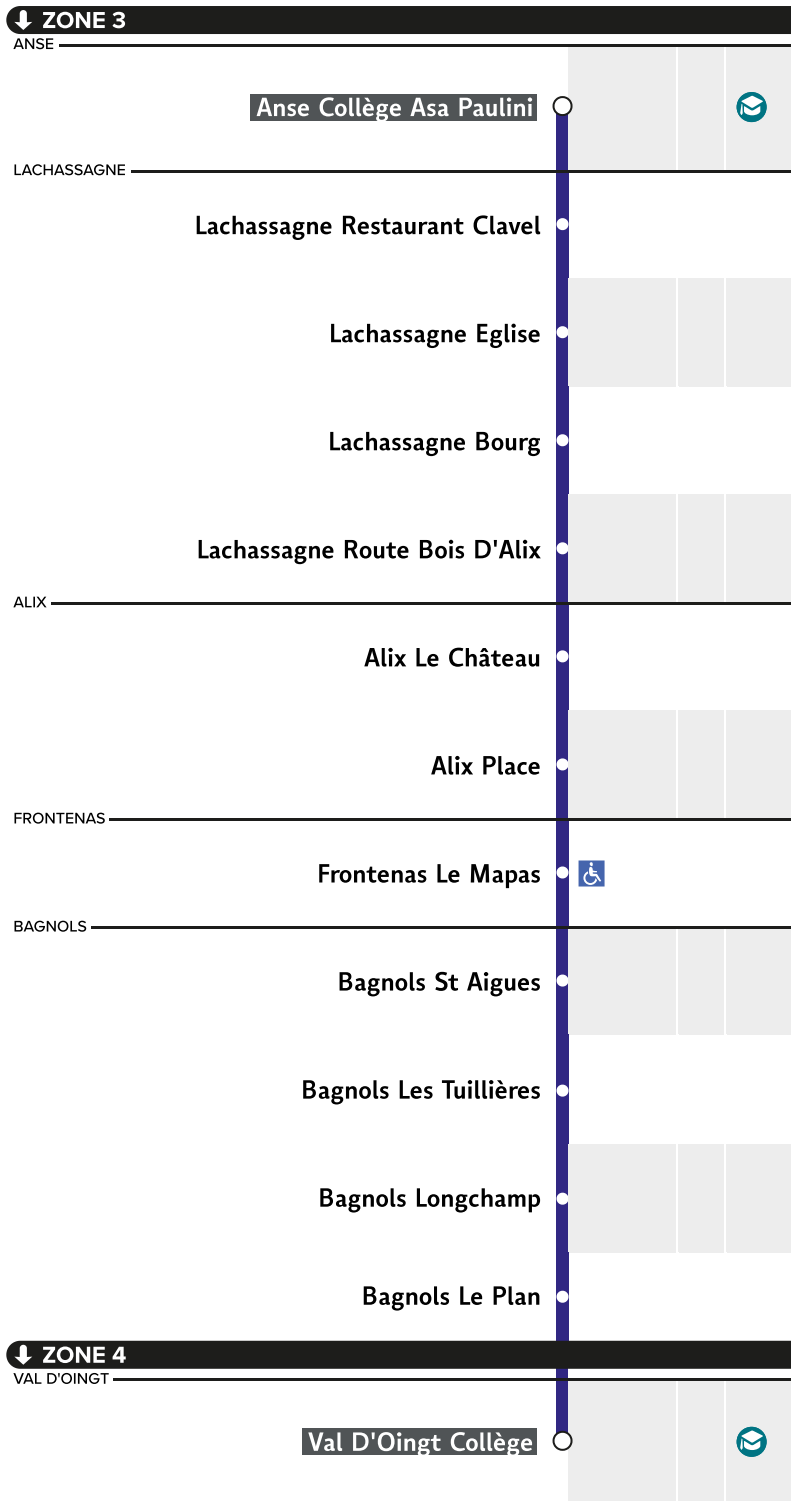 ZONE 3
ANSE
Anse Collège Asa Paulini
LACHASSAGNE
Lachassagne Restaurant Clavel
Lachassagne Eglise
Lachassagne Bourg
Lachassagne Route Bois D'Alix
ALIX
Alix Le Château
Alix Place
FRONTENAS
Frontenas Le Mapas
BAGNOLS
Bagnols St Aigues
Bagnols Les Tuillières
Bagnols Longchamp
Bagnols Le Plan
ZONE 4
VAL D'OINGT
Val D'Oingt Collège